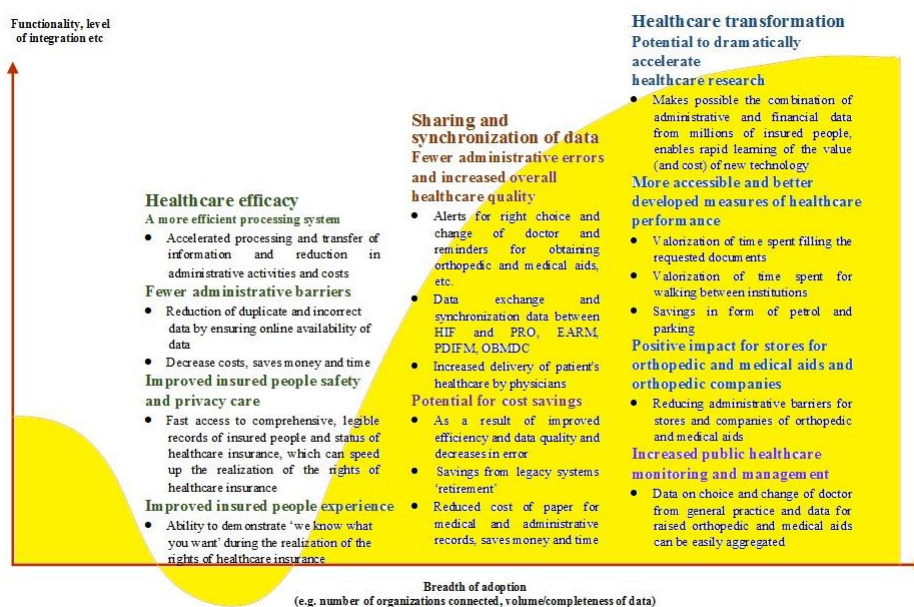 Functionality, level
of integration etc
Healthcare efficacy
A more efficient processing system
• Accelerated processing and transfer of
information and reduction in
administrative activities and costs
Fewer administrative barriers
• Reduction of duplicate and incorrect
data by ensuring online availability of
data
• Decrease costs, saves money and time
Improved insured people safety
and privacy care
• Fast access to comprehensive, legible
records of insured people and status of
healthcare insurance, which can speed
up the realization of the rights of
healthcare insurance
Improved insured people experience
• Ability to demonstrate ‘we know what
you want’ during the realization of the
rights of healthcare insurance
Sharing and
synchronization of data
Fewer administrative errors
and increased overall
healthcare quality
• Alerts for right choice and
change of doctor and
reminders for obtaining
orthopedic and medical aids,
etc.
• Data exchange and
synchronization data between
HIF and PRO, EARM,
PDIFM, OBMDC
• Increased delivery of patient's
healthcare by physicians
Potential for cost savings
• As a result of improved
efficiency and data quality and
decreases in error
• Savings from legacy systems
‘retirement’
• Reduced cost of paper for
medical and administrative
records, saves money and time
Healthcare transformation
Potential to dramatically
accelerate
healthcare research
• Makes possible the combination of
administrative and financial data
from millions of insured people,
enables rapid learning of the value
(and cost) of new technology
More accessible and better
developed measures of healthcare
performance
• Valorization of time spent filling the
requested documents
• Valorization of time spent for
walking between institutions
• Savings in form of petrol and
parking
Positive impact for stores for
orthopedic and medical aids and
orthopedic companies
• Reducing administrative barriers for
stores and companies of orthopedic
and medical aids
Increased public healthcare
monitoring and management
• Data on choice and change of doctor
from general practice and data for
raised orthopedic and medical aids
can be easily aggregated
Breadth of adoption
(e.g. number of organizations connected, volume/completeness of data)